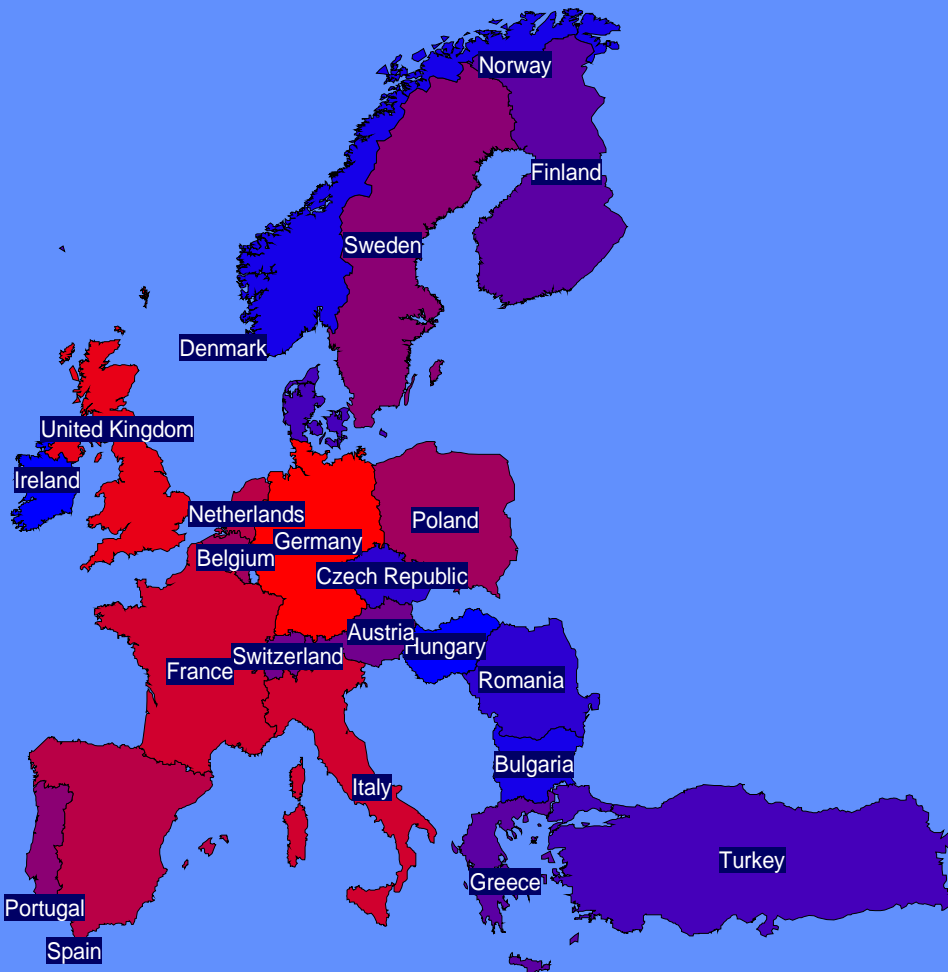 Norway
Finland
Sweden
Denmark
United Kingdom
Ireland
Netherlands
Poland
Germany
Belgium
Czech Republic
Austria
Hungary
Switzerland
France
Romania
Bulgaria
Italy
Turkey
Greece
Portugal
Spain